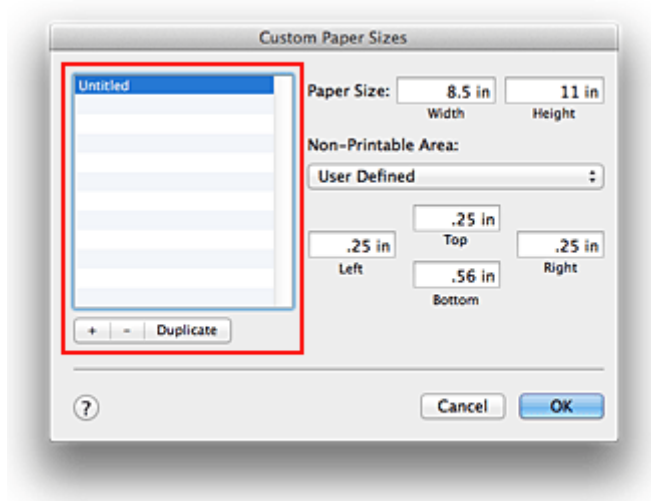 Custom Paper Sizes
Untitled
+ - Duplicate
Paper Size: 8.5 in 11 in
Width Height
Non-Printable Area:
User Defined
.25 in
Top
.25 in .25 in
Left Right
.56 in
Bottom
? Cancel OK